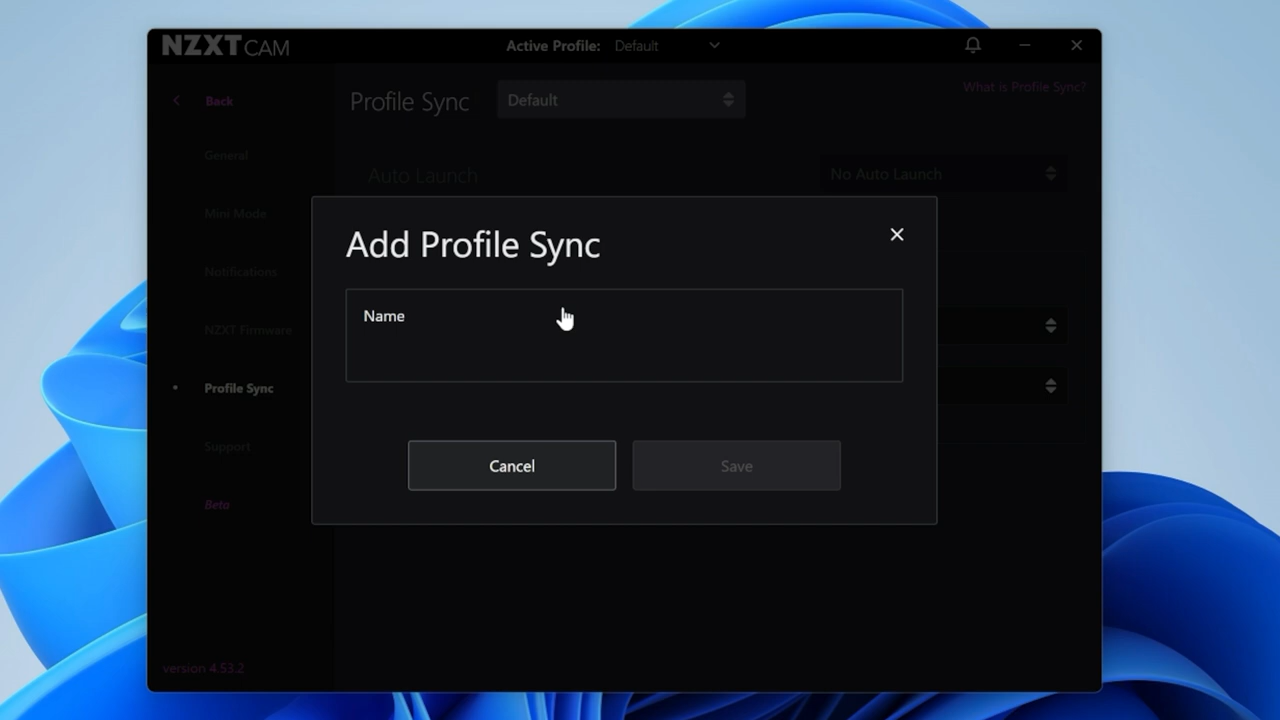 NZXT CAM
Active Profile: Default
Back
Profile Sync
Default
What is Profile Sync?
General
Auto Launch
No Auto Launch
Mini Mode
Add Profile Sync
Notifications
Name
NZXT Firmware
Profile Sync
Support
Cancel
Save
Beta
version 4.53.2